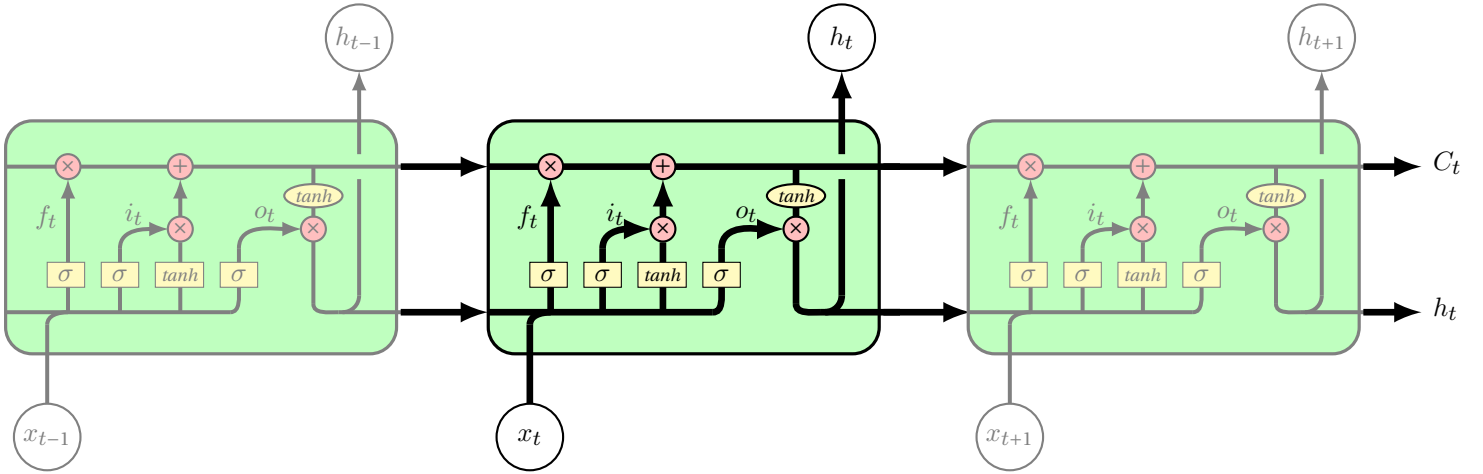 h_{t−1} h_t h_{t+1}
× + × + × + C_t
tanh tanh tanh
f_t i_t × o_t × f_t i_t × o_t × f_t i_t × o_t ×
σ σ tanh σ σ σ tanh σ σ σ tanh σ
h_t
x_{t−1} x_t x_{t+1}